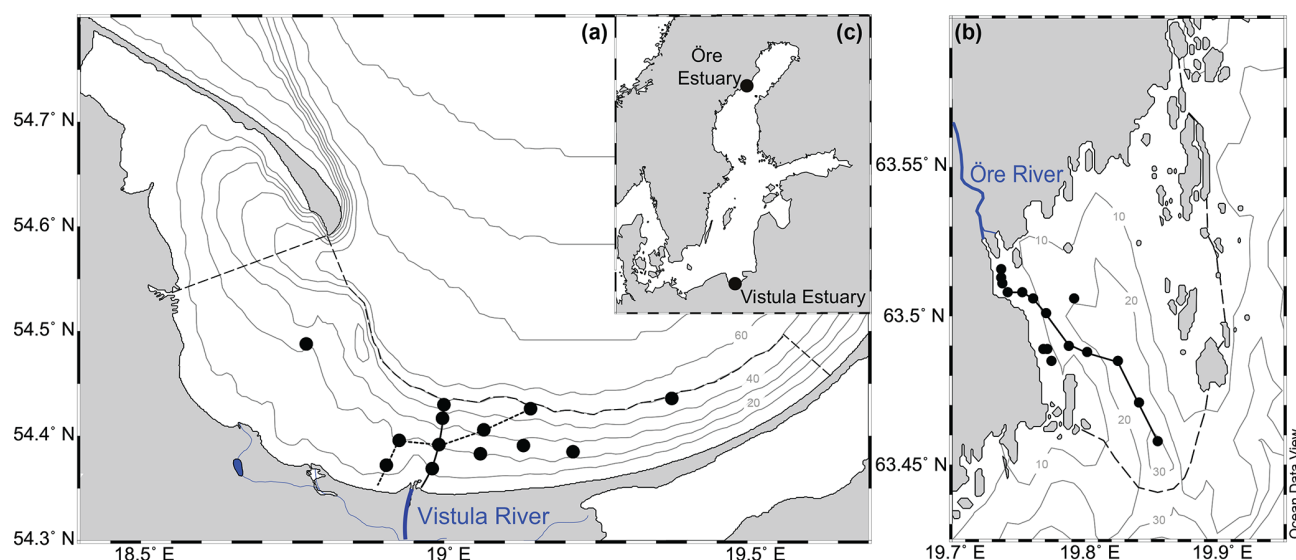 (a)
(c)
(b)
Öre
Estuary
Vistula Estuary
54.7° N
54.6° N
54.5° N
54.4° N
54.3° N
60
40
20
Vistula River
18.5° E
19° E
19.5° E
63.55° N
63.5° N
63.45° N
Öre River
10
10
20
20
10
30
30
19.7° E
19.8° E
19.9° E
Ocean Data View